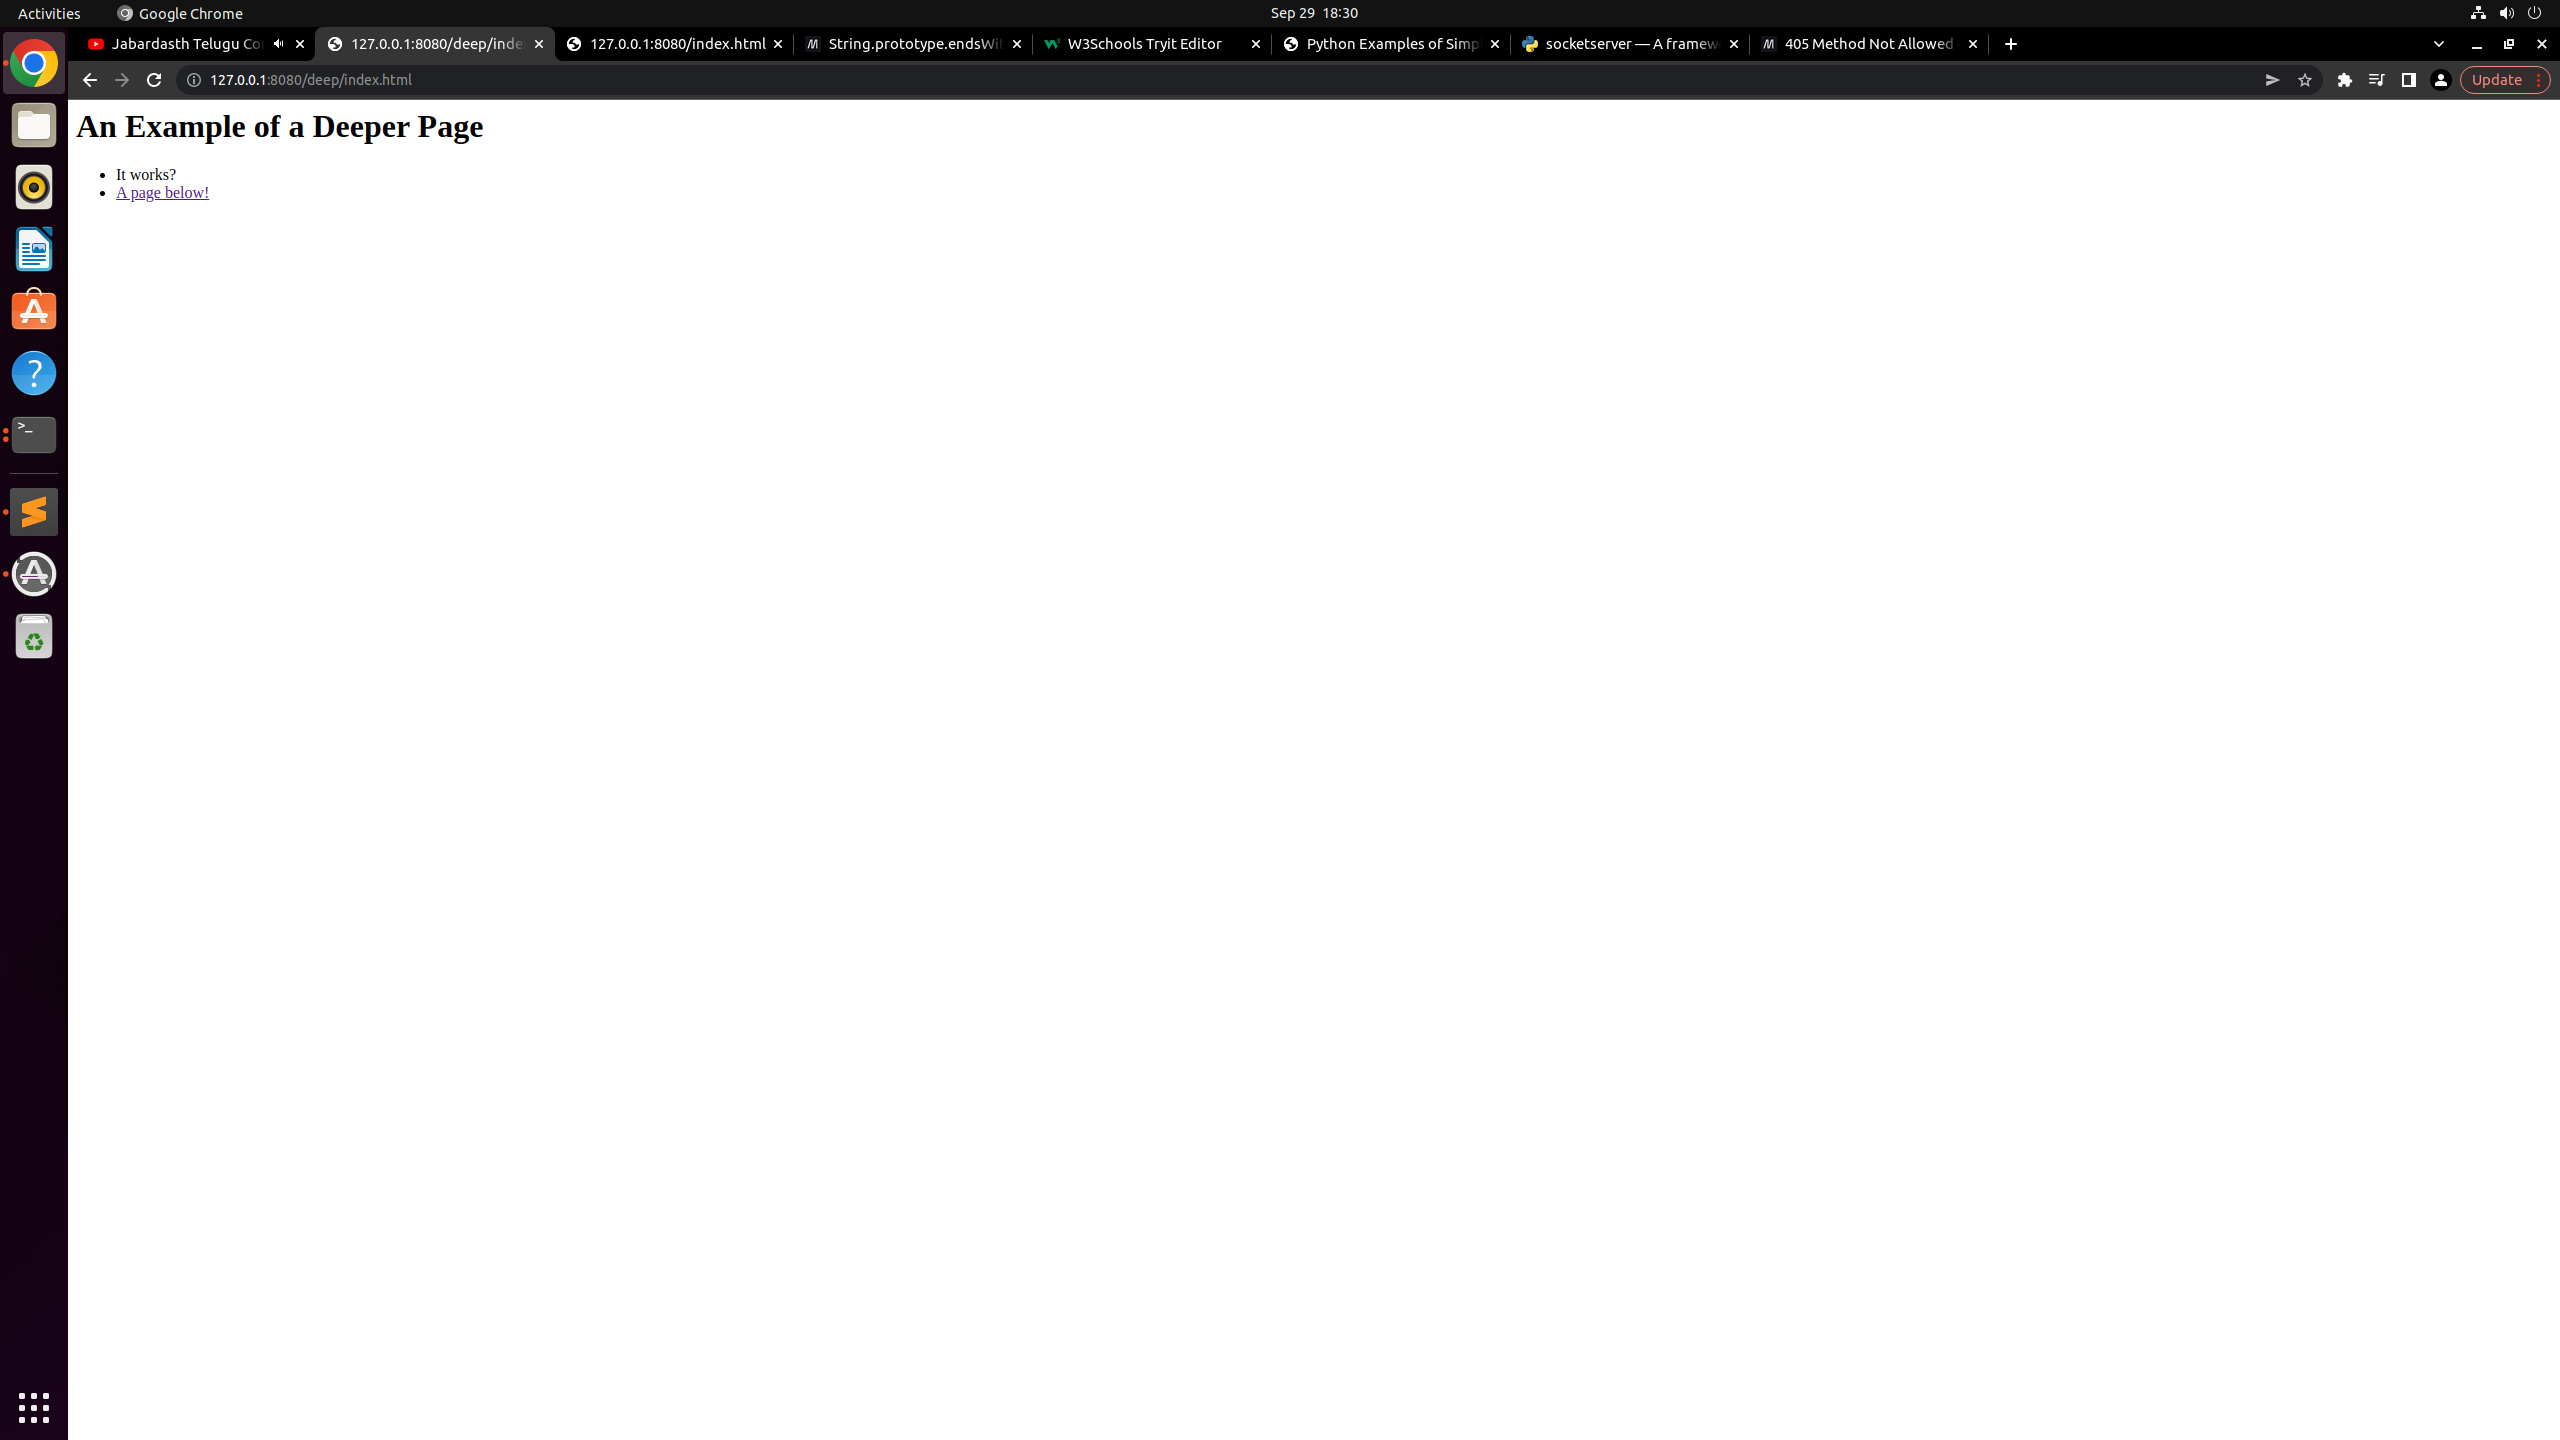 Activities
Google Chrome
Sep 29 18:30
Jabardasth Telugu Co
127.0.0.1:8080/deep/inde
127.0.0.1:8080/index.html
String.prototype.endsWit
W3Schools Tryit Editor
Python Examples of Simp
socketserver — A framew
405 Method Not Allowed
127.0.0.1:8080/deep/index.html
Update
An Example of a Deeper Page
It works?
A page below!